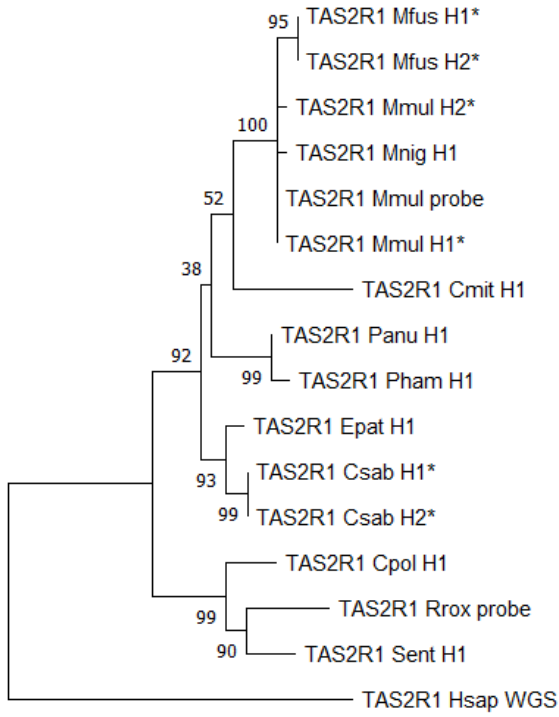 95
TAS2R1 Mfus H1*
TAS2R1 Mfus H2*
TAS2R1 Mmul H2*
100
TAS2R1 Mnig H1
52
TAS2R1 Mmul probe
TAS2R1 Mmul H1*
38
TAS2R1 Cmit H1
TAS2R1 Panu H1
92
99
TAS2R1 Pham H1
TAS2R1 Epat H1
93
TAS2R1 Csab H1*
99
TAS2R1 Csab H2*
TAS2R1 Cpol H1
99
TAS2R1 Rrox probe
90
TAS2R1 Sent H1
TAS2R1 Hsap WGS